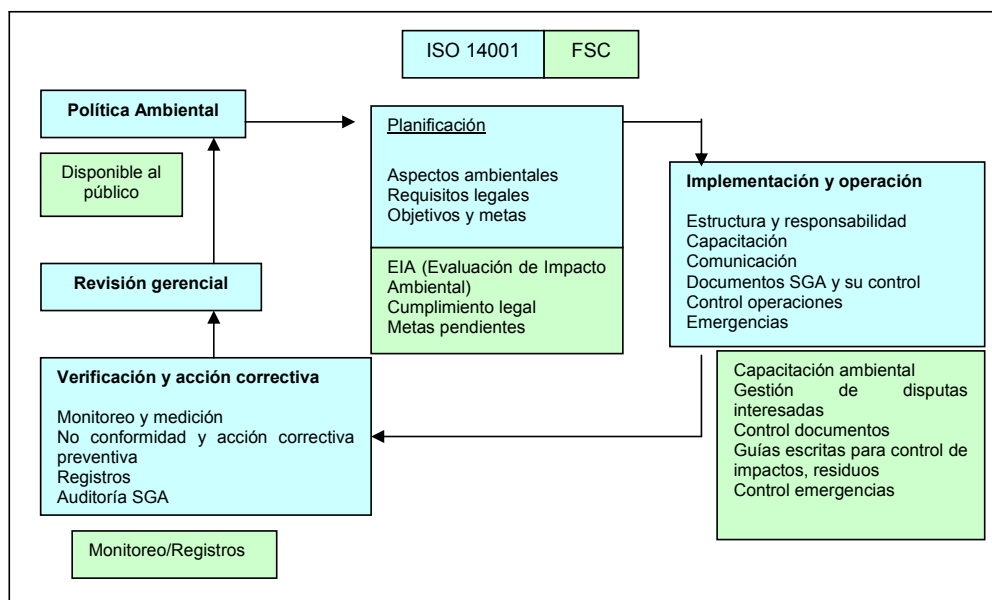 ISO 14001
FSC
Política Ambiental
Disponible al
público
Planificación
Aspectos ambientales
Requisitos legales
Objetivos y metas
EIA (Evaluación de Impacto
Ambiental)
Cumplimiento legal
Metas pendientes
Implementación y operación
Estructura y responsabilidad
Capacitación
Comunicación
Documentos SGA y su control
Control operaciones
Emergencias
Capacitación ambiental
Gestión de disputas
interesadas
Control documentos
Guías escritas para control de
impactos, residuos
Control emergencias
Revisión gerencial
Verificación y acción correctiva
Monitoreo y medición
No conformidad y acción correctiva
preventiva
Registros
Auditoría SGA
Monitoreo/Registros